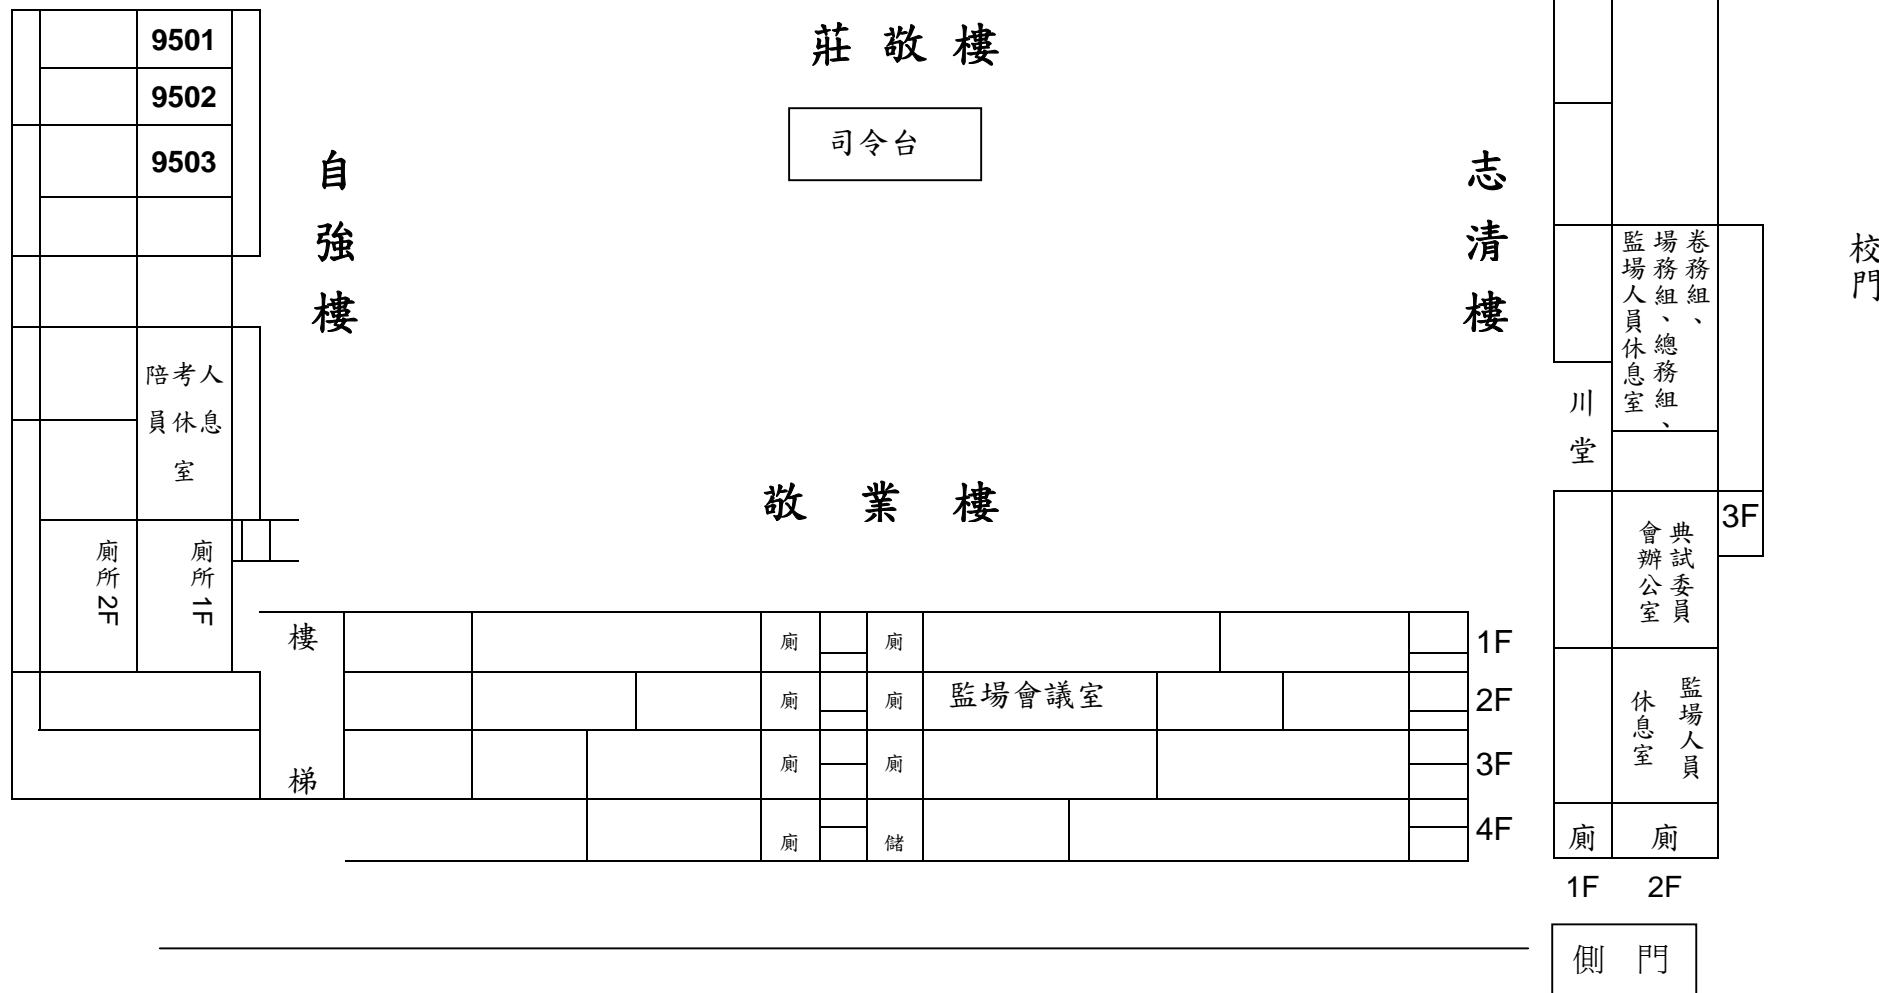 9501
9502
9503
莊敬樓
司令台
自強樓
志清樓
卷務組、
場務組、總務組、
監場人員休息室
校門
陪考人
員休息
室
川堂
敬業樓
3F
典試委員
會辦公室
廁所 2F
廁所 1F
樓梯
廁
廁
1F
廁
廁
監場會議室
2F
廁
廁
3F
廁
儲
4F
監場人員
休息室
廁
廁
1F
2F
側門